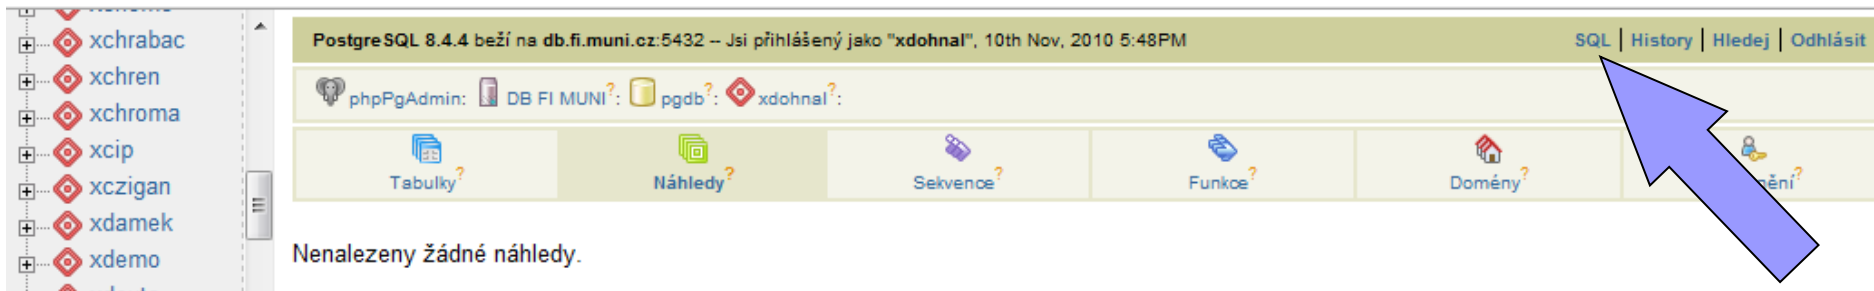 xchrabac
xchren
xchroma
xcip
xczigan
xdamek
xdemo
PostgreSQL 8.4.4 beží na db.fi.muni.cz:5432 -- Jsi přihlášený jako "xdohnal", 10th Nov, 2010 5:48PM
SQL | History | Hledej | Odhlásit
phpPgAdmin: DB FI MUNI?: pgdb?: xdohnal?:
Tabulky? Náhledy? Sekvence? Funkce? Domény?
Nenalezeny žádné náhledy.